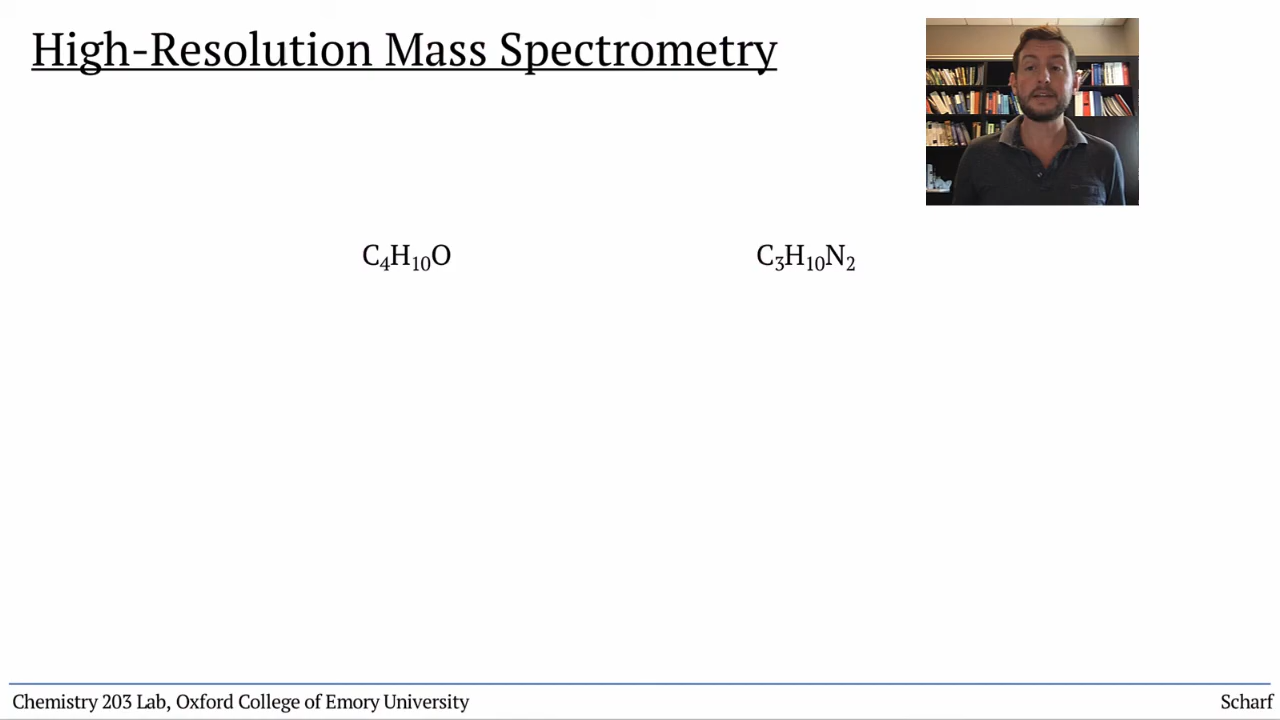 High-Resolution Mass Spectrometry
C₄H₁₀O C₃H₁₀N₂
Chemistry 203 Lab, Oxford College of Emory University Scharf